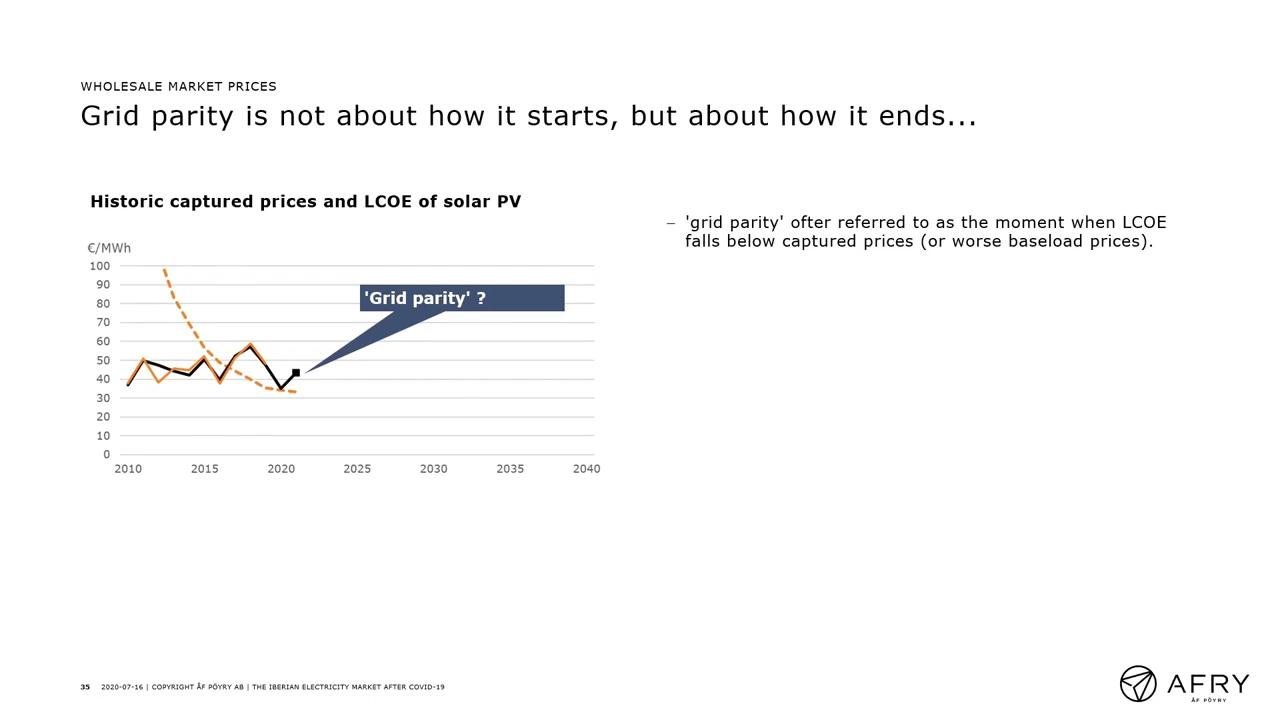 WHOLESALE MARKET PRICES
Grid parity is not about how it starts, but about how it ends...
Historic captured prices and LCOE of solar PV
€/MWh
100
90
80
70
60
50
40
30
20
10
0
2010 2015 2020 2025 2030 2035 2040
'Grid parity' ?
– 'grid parity' ofter referred to as the moment when LCOE
falls below captured prices (or worse baseload prices).
35 2020-07-16 | COPYRIGHT ÅF PÖYRY AB | THE IBERIAN ELECTRICITY MARKET AFTER COVID-19
AFRY
ÅF PÖYRY